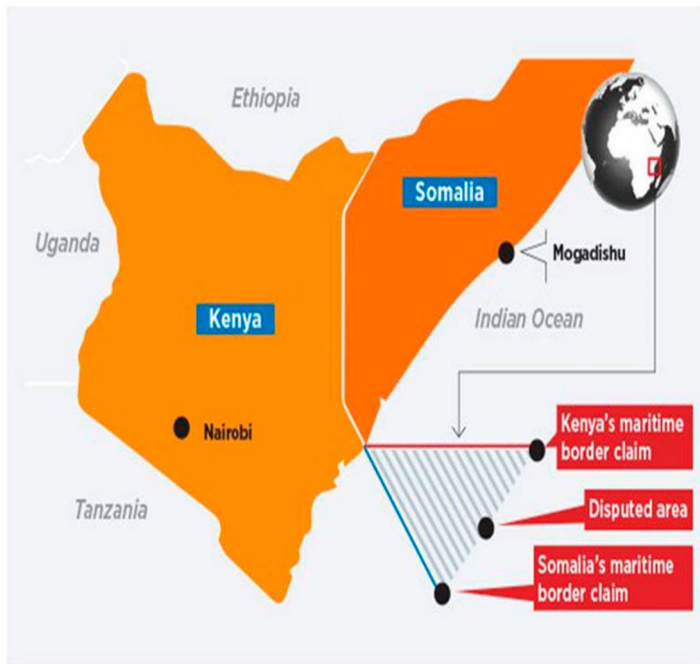 Ethiopia
Somalia
Uganda
Mogadishu
Kenya
Indian Ocean
Nairobi
Kenya's maritime
border claim
Tanzania
Disputed area
Somalia's maritime
border claim